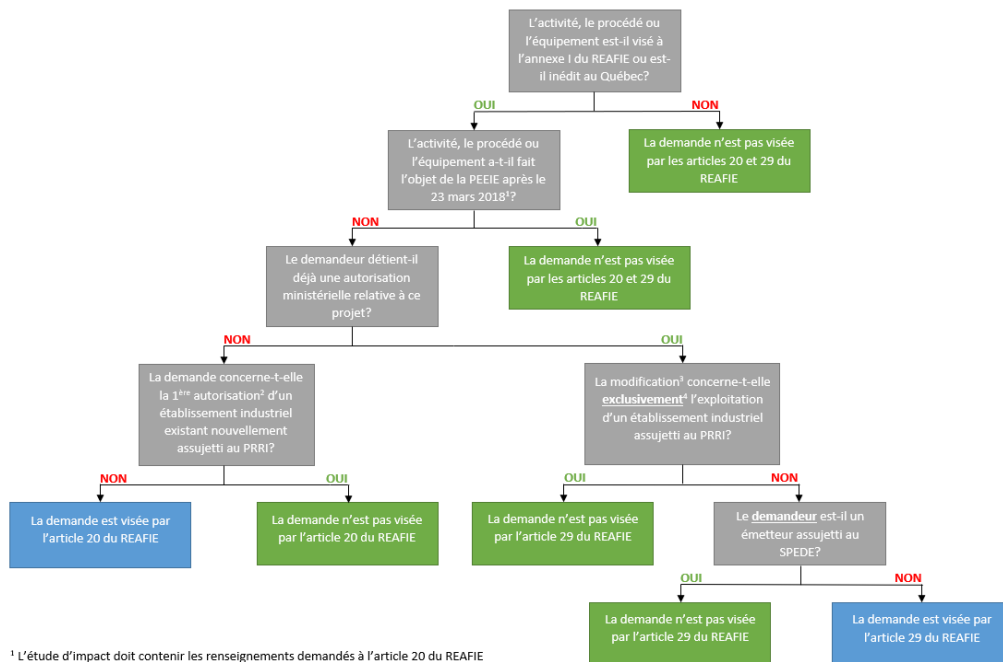 L'activité, le procédé ou
l'équipement est-il visé à
l'annexe I du REAFIE ou est-
il inédit au Québec?
OUI
NON
L'activité, le procédé ou
l'équipement a-t-il fait
l'objet de la PEEIE après le
23 mars 2018¹?
La demande n'est pas visée
par les articles 20 et 29 du
REAFIE
NON
OUI
Le demandeur détient-il
déjà une autorisation
ministérielle relative à ce
projet?
La demande n'est pas visée
par les articles 20 et 29 du
REAFIE
NON
OUI
La demande concerne-t-elle
la 1ère autorisation² d'un
établissement industriel
existant nouvellement
assujetti au PRRI?
La modification³ concerne-t-elle
exclusivement⁴ l'exploitation
d'un établissement industriel
assujetti au PRRI?
NON
OUI
OUI
NON
La demande est visée par
l'article 20 du REAFIE
La demande n'est pas visée
par l'article 20 du REAFIE
La demande n'est pas visée
par l'article 29 du REAFIE
Le demandeur est-il un
émetteur assujetti au
SPEDE?
OUI
NON
La demande n'est pas visée
par l'article 29 du REAFIE
La demande est visée par
l'article 29 du REAFIE
¹ L'étude d'impact doit contenir les renseignements demandés à l'article 20 du REAFIE